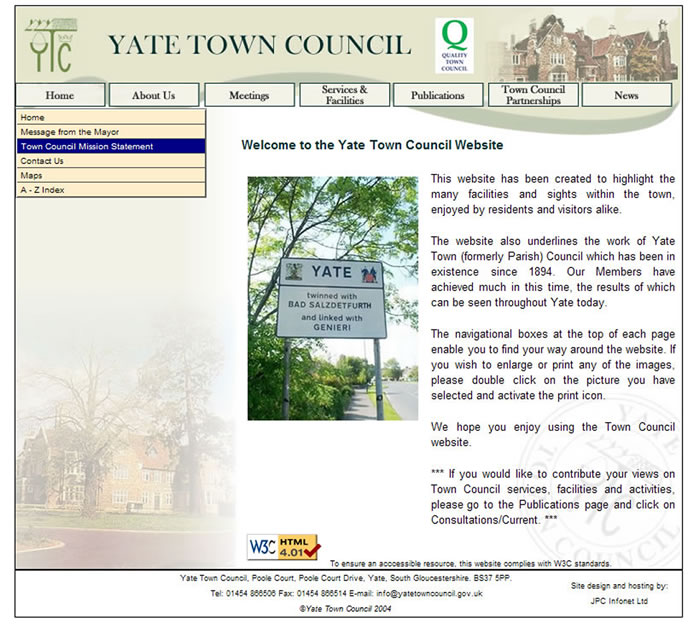 YTC
YATE TOWN COUNCIL
Q
QUALITY
TOWN
COUNCIL
Home
About Us
Meetings
Services &
Facilities
Publications
Town Council
Partnerships
News
Home
Message from the Mayor
Town Council Mission Statement
Contact Us
Maps
A - Z Index
Welcome to the Yate Town Council Website
YATE
twinned with
BAD SALZDETFURTH
and linked with
GENIERI
This website has been created to highlight the
many facilities and sights within the town,
enjoyed by residents and visitors alike.
The website also underlines the work of Yate
Town (formerly Parish) Council which has been in
existence since 1894. Our Members have
achieved much in this time, the results of which
can be seen throughout Yate today.
The navigational boxes at the top of each page
enable you to find your way around the website. If
you wish to enlarge or print any of the images,
please double click on the picture you have
selected and activate the print icon.
We hope you enjoy using the Town Council
website.
*** If you would like to contribute your views on
Town Council services, facilities and activities,
please go to the Publications page and click on
Consultations/Current. ***
YATE TOWN COUNCIL
W3C HTML
4.01
To ensure an acccessible resource, this website complies with W3C standards.
Yate Town Council, Poole Court, Poole Court Drive, Yate, South Gloucestershire. BS37 5PP.
Tel: 01454 866506 Fax: 01454 866514 E-mail: info@yatetowncouncil.gov.uk
©Yate Town Council 2004
Site design and hosting by:
JPC Infonet Ltd